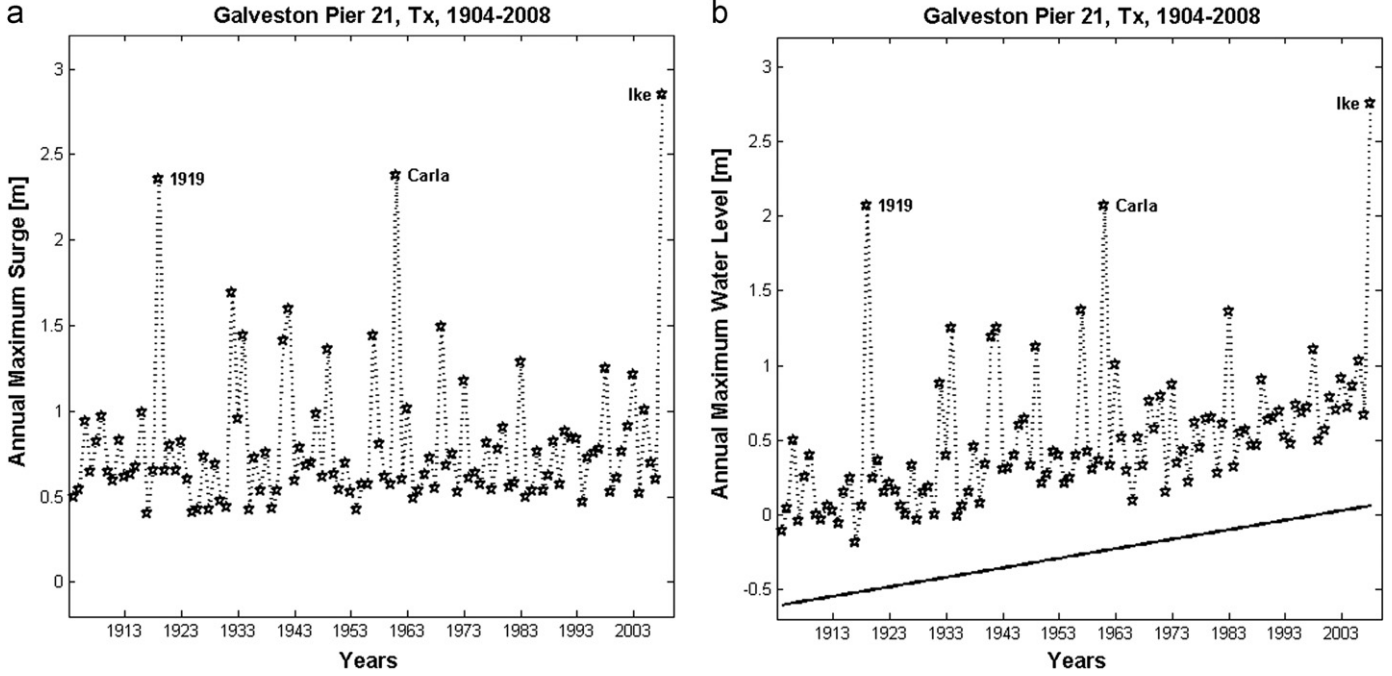 a
Galveston Pier 21, Tx, 1904-2008
Annual Maximum Surge [m]
3
2.5
2
1.5
1
0.5
0
Ike
1919
Carla
1913 1923 1933 1943 1953 1963 1973 1983 1993 2003
Years
b
Galveston Pier 21, Tx, 1904-2008
Annual Maximum Water Level [m]
3
2.5
2
1.5
1
0.5
0
-0.5
Ike
1919
Carla
1913 1923 1933 1943 1953 1963 1973 1983 1993 2003
Years